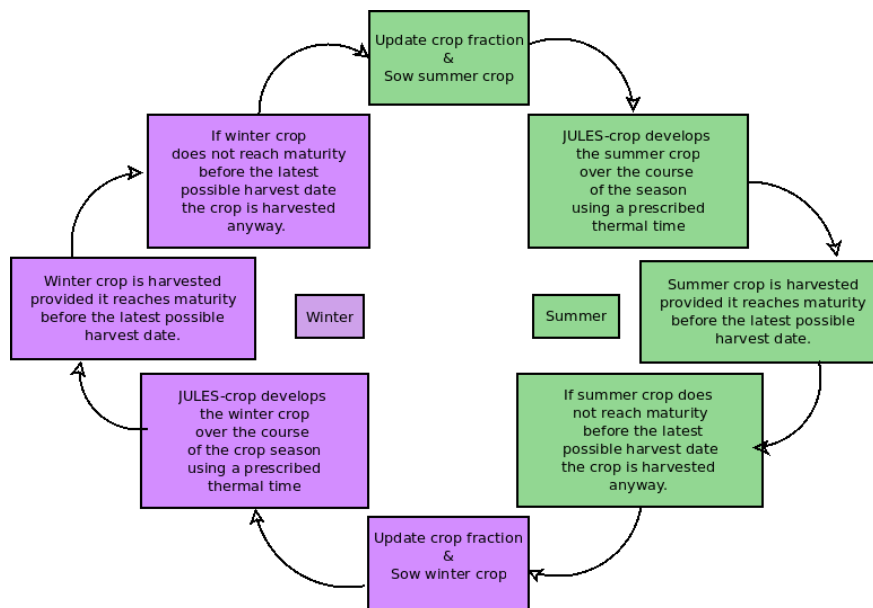 Update crop fraction
&
Sow summer crop
JULES-crop develops
the summer crop
over the course
of the season
using a prescribed
thermal time
Summer crop is harvested
provided it reaches maturity
before the latest possible
harvest date.
If summer crop does
not reach maturity
before the latest
possible harvest date
the crop is harvested
anyway.
Update crop fraction
&
Sow winter crop
JULES-crop develops
the winter crop
over the course
of the crop season
using a prescribed
thermal time
Winter crop is harvested
provided it reaches maturity
before the latest possible
harvest date.
If winter crop
does not reach maturity
before the latest
possible harvest date
the crop is harvested
anyway.
Winter
Summer